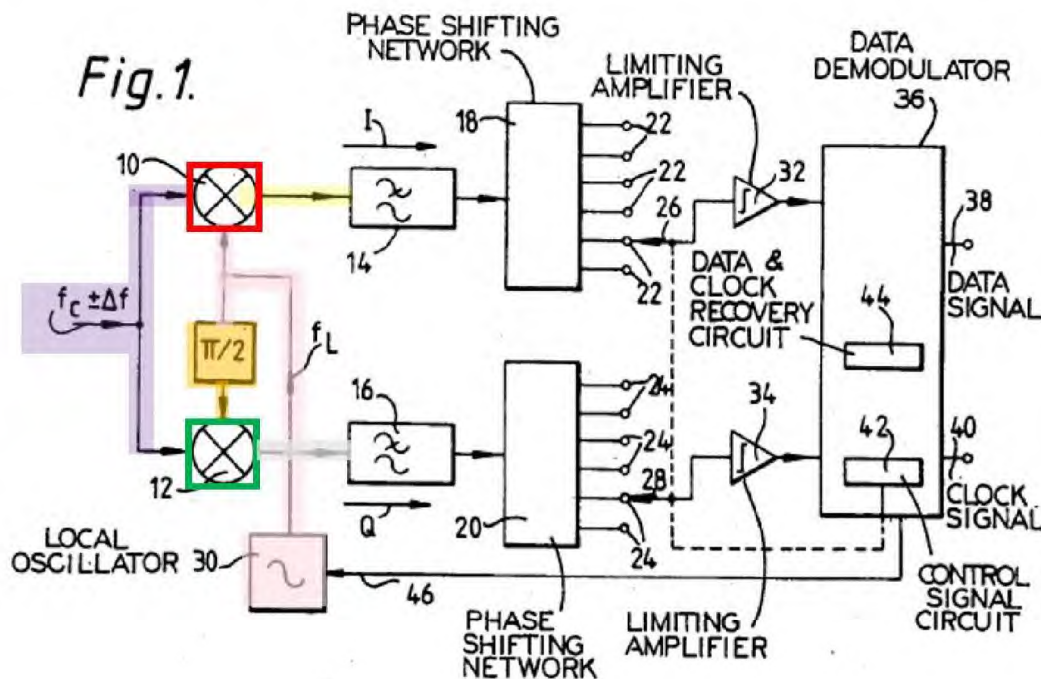 Fig.1.
PHASE SHIFTING
NETWORK
LIMITING
AMPLIFIER
DATA
DEMODULATOR
36
10
I
18
22
22
32
14
26
22
38
DATA &
CLOCK
RECOVERY
CIRCUIT
44
DATA
SIGNAL
fc ±Δf
π/2
fL
16
24
24
34
42
40
12
Q
20
28
24
CLOCK
SIGNAL
LOCAL
OSCILLATOR 30
46
PHASE
SHIFTING
NETWORK
LIMITING
AMPLIFIER
CONTROL
SIGNAL
CIRCUIT